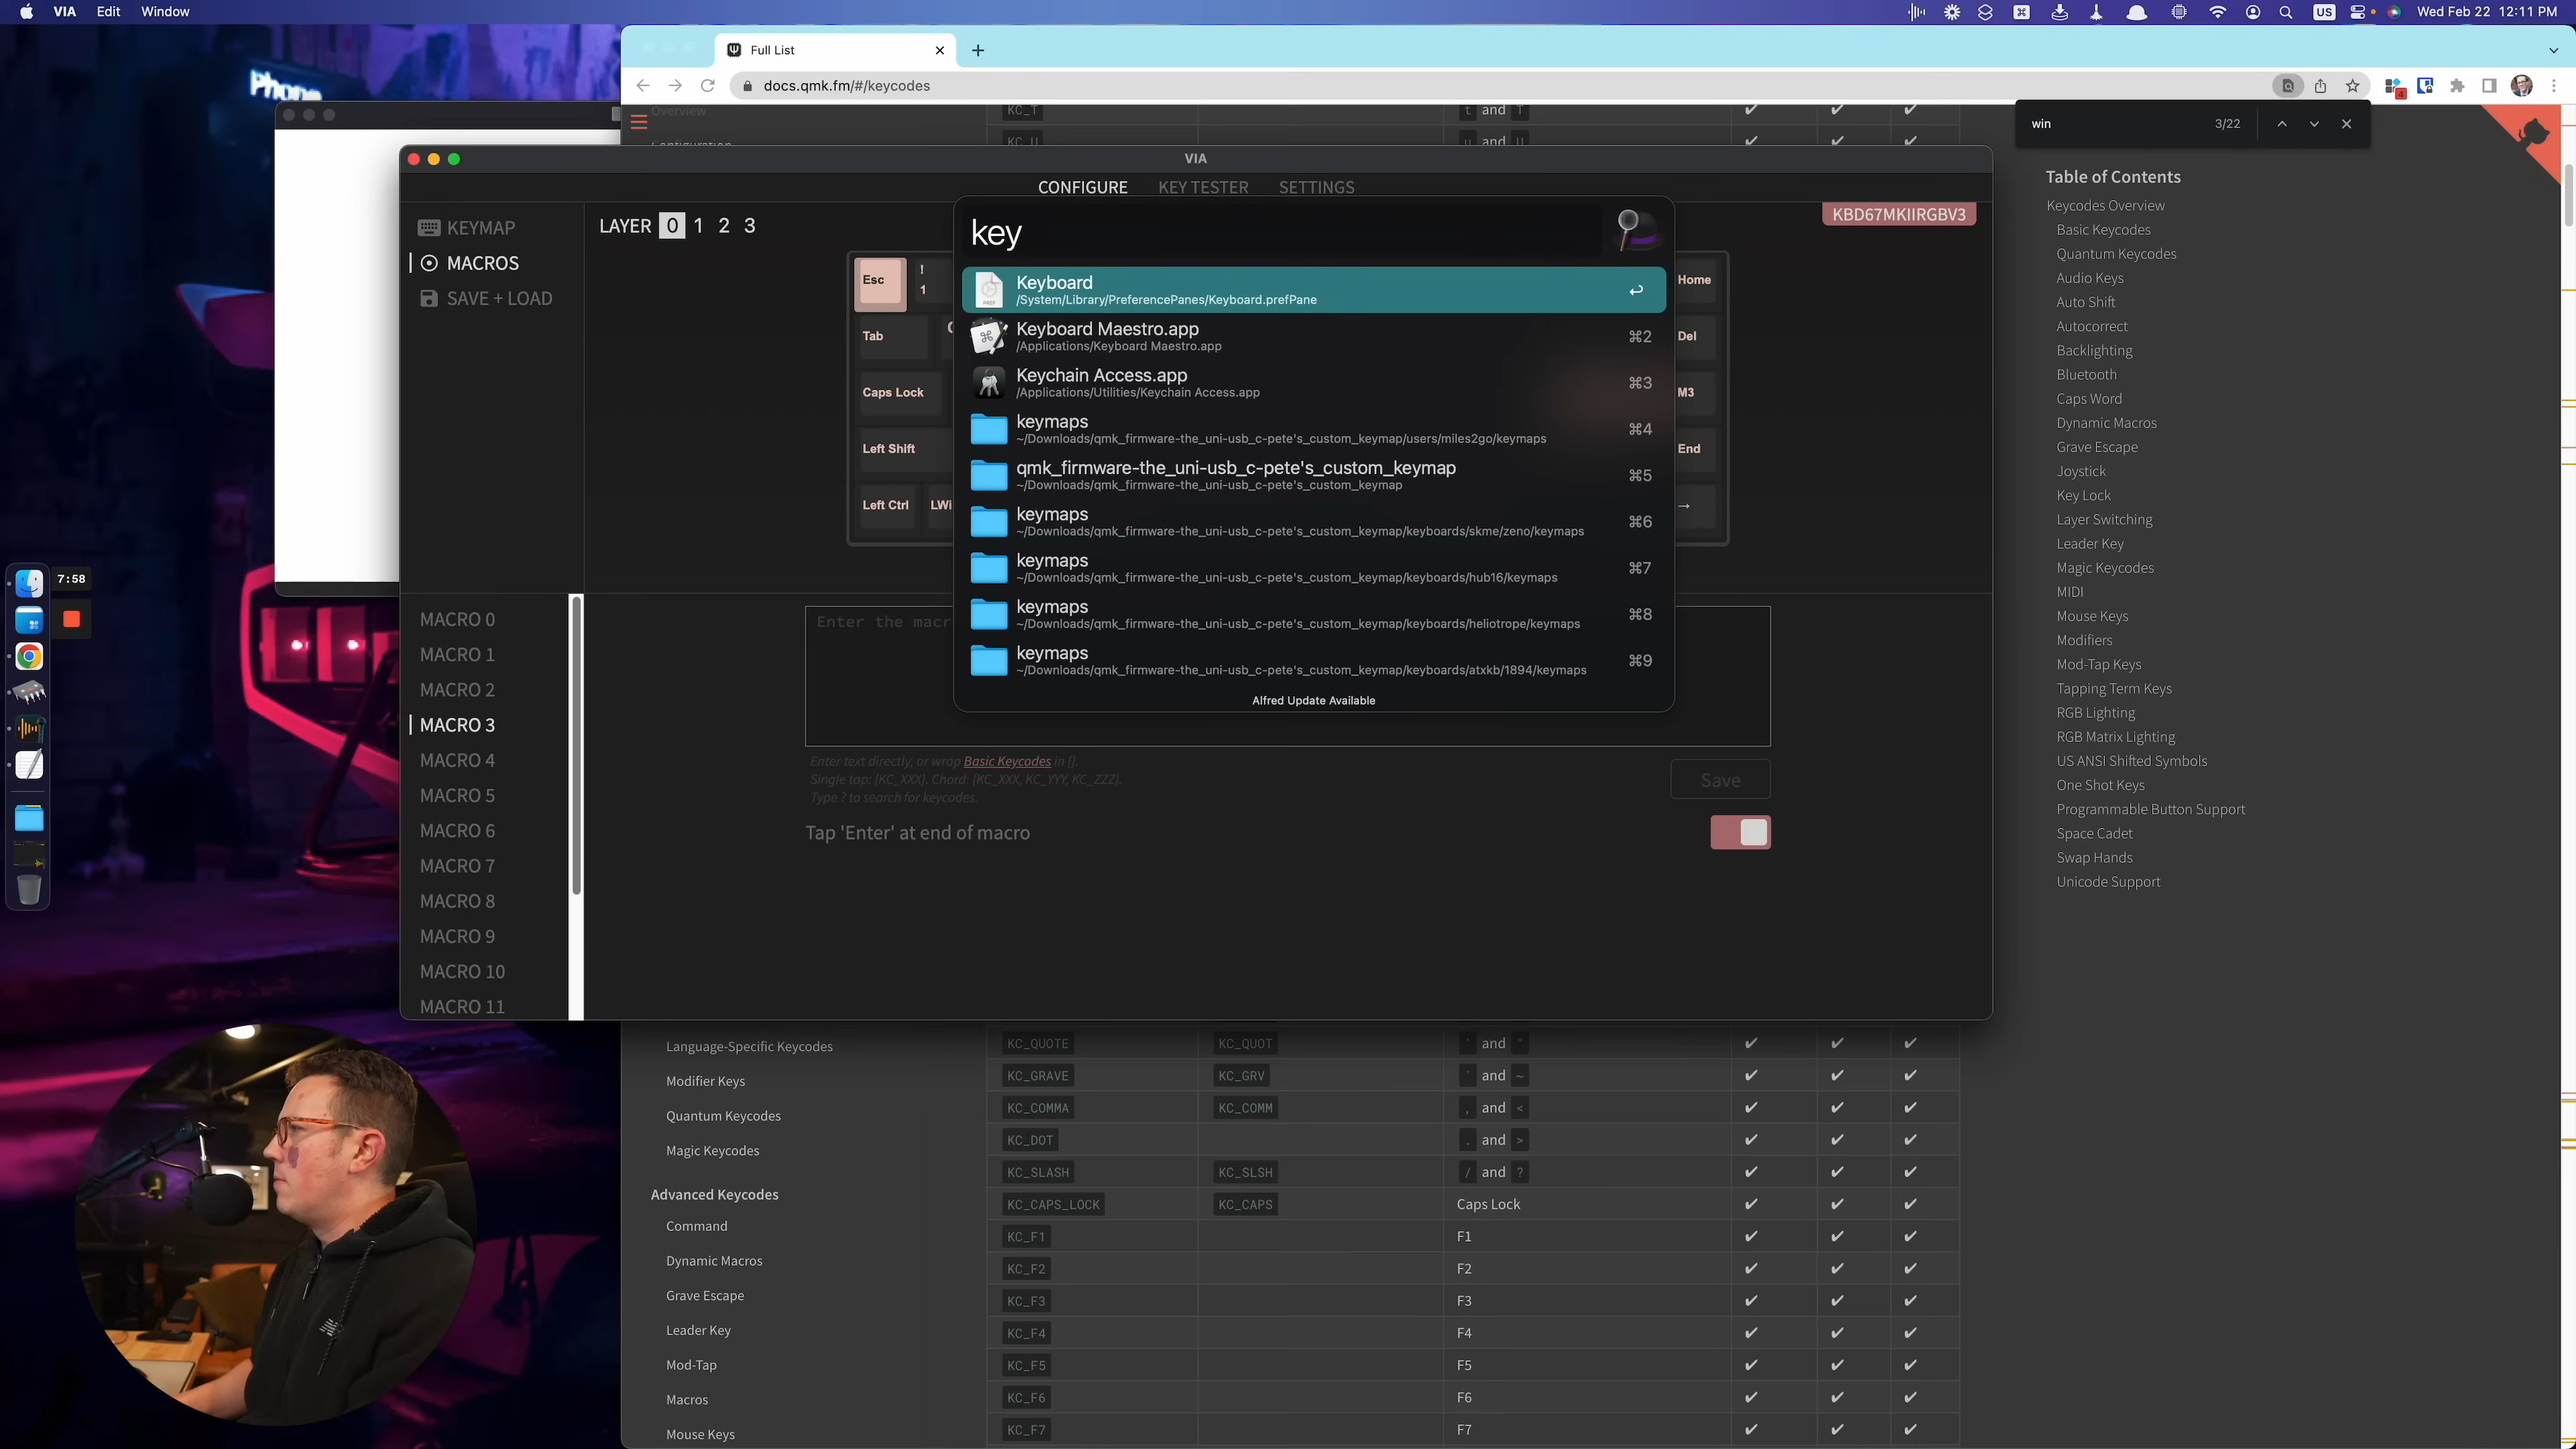 VIA Edit Window
US Wed Feb 22 12:11 PM
Phone
Full List
docs.qmk.fm/#/keycodes
win 3/22
Overview
KC_T t and T
KC_U u and U
Configuration
VIA
CONFIGURE KEY TESTER SETTINGS
KEYMAP
MACROS
SAVE + LOAD
LAYER 0 1 2 3
KBD67MKIIRGBV3
Esc ! 1 Home
Tab Del
Caps Lock M3
Left Shift End
Left Ctrl LWi →
key
Keyboard
/System/Library/PreferencePanes/Keyboard.prefPane
Keyboard Maestro.app ⌘2
/Applications/Keyboard Maestro.app
Keychain Access.app ⌘3
/Applications/Utilities/Keychain Access.app
keymaps ⌘4
~/Downloads/qmk_firmware-the_uni-usb_c-pete's_custom_keymap/users/miles2go/keymaps
qmk_firmware-the_uni-usb_c-pete's_custom_keymap ⌘5
~/Downloads/qmk_firmware-the_uni-usb_c-pete's_custom_keymap
keymaps ⌘6
~/Downloads/qmk_firmware-the_uni-usb_c-pete's_custom_keymap/keyboards/skme/zeno/keymaps
keymaps ⌘7
~/Downloads/qmk_firmware-the_uni-usb_c-pete's_custom_keymap/keyboards/hub16/keymaps
keymaps ⌘8
~/Downloads/qmk_firmware-the_uni-usb_c-pete's_custom_keymap/keyboards/heliotrope/keymaps
keymaps ⌘9
~/Downloads/qmk_firmware-the_uni-usb_c-pete's_custom_keymap/keyboards/atxkb/1894/keymaps
Alfred Update Available
7:58
MACRO 0
MACRO 1
MACRO 2
MACRO 3
MACRO 4
MACRO 5
MACRO 6
MACRO 7
MACRO 8
MACRO 9
MACRO 10
MACRO 11
Enter the macr
Enter text directly, or wrap Basic Keycodes in {}.
Single tap: {KC_XXX}. Chord: {KC_XXX, KC_YYY, KC_ZZZ}.
Type ? to search for keycodes.
Save
Tap 'Enter' at end of macro
Table of Contents
Keycodes Overview
Basic Keycodes
Quantum Keycodes
Audio Keys
Auto Shift
Autocorrect
Backlighting
Bluetooth
Caps Word
Dynamic Macros
Grave Escape
Joystick
Key Lock
Layer Switching
Leader Key
Magic Keycodes
MIDI
Mouse Keys
Modifiers
Mod-Tap Keys
Tapping Term Keys
RGB Lighting
RGB Matrix Lighting
US ANSI Shifted Symbols
One Shot Keys
Programmable Button Support
Space Cadet
Swap Hands
Unicode Support
Language-Specific Keycodes
Modifier Keys
Quantum Keycodes
Magic Keycodes
Advanced Keycodes
Command
Dynamic Macros
Grave Escape
Leader Key
Mod-Tap
Macros
Mouse Keys
KC_QUOTE KC_QUOT ' and " ✔ ✔ ✔
KC_GRAVE KC_GRV ` and ~ ✔ ✔ ✔
KC_COMMA KC_COMM , and < ✔ ✔ ✔
KC_DOT . and > ✔ ✔ ✔
KC_SLASH KC_SLSH / and ? ✔ ✔ ✔
KC_CAPS_LOCK KC_CAPS Caps Lock ✔ ✔ ✔
KC_F1 F1 ✔ ✔ ✔
KC_F2 F2 ✔ ✔ ✔
KC_F3 F3 ✔ ✔ ✔
KC_F4 F4 ✔ ✔ ✔
KC_F5 F5 ✔ ✔ ✔
KC_F6 F6 ✔ ✔ ✔
KC_F7 F7 ✔ ✔ ✔